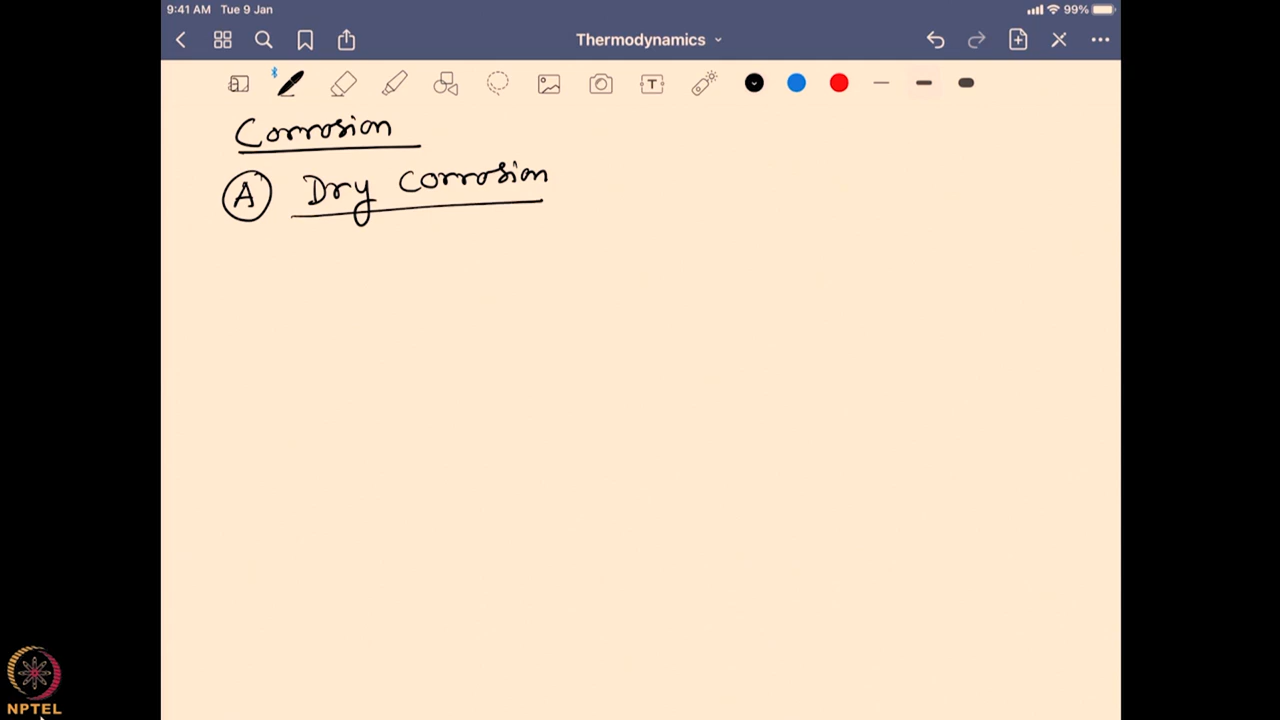 9:41 AM Tue 9 Jan 99%
Thermodynamics
T
Corrosion
A Dry Corrosion
NPTEL